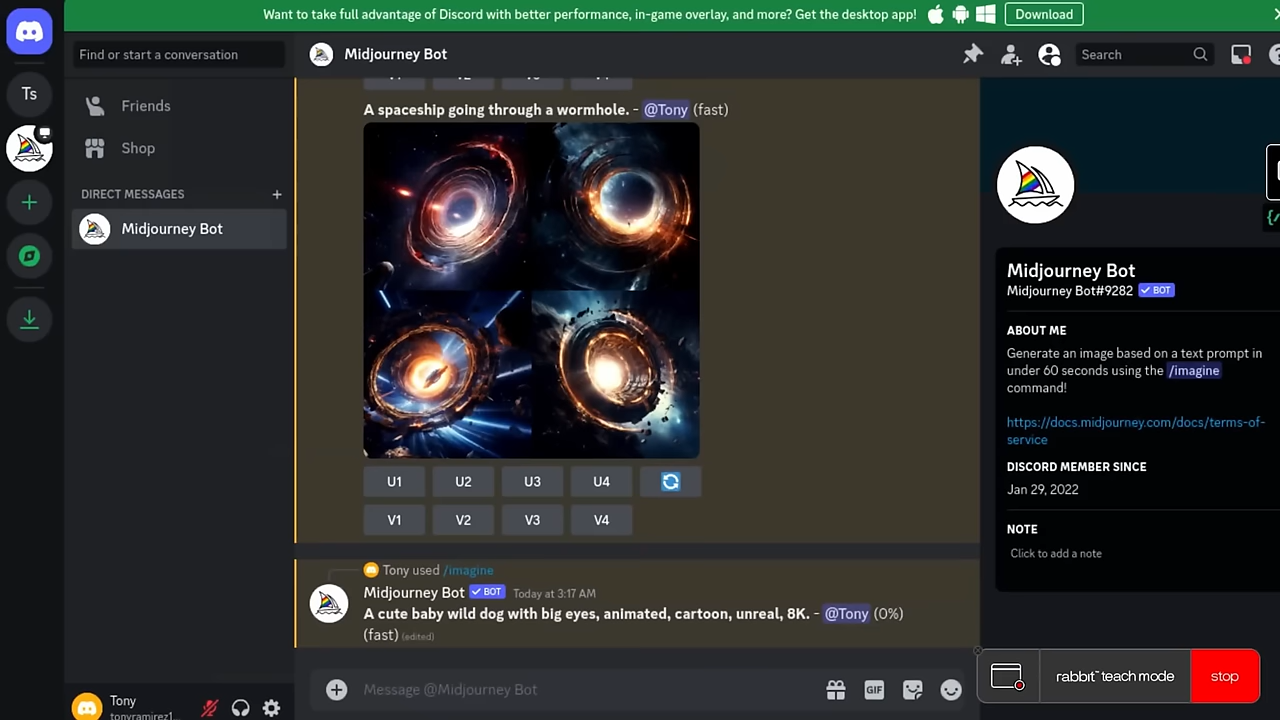 Want to take full advantage of Discord with better performance, in-game overlay, and more? Get the desktop app!
Download
Find or start a conversation
Midjourney Bot
Search
Ts
Friends
Shop
DIRECT MESSAGES
Midjourney Bot
A spaceship going through a wormhole. - @Tony (fast)
U1 U2 U3 U4
V1 V2 V3 V4
Tony used /imagine
Midjourney Bot BOT Today at 3:17 AM
A cute baby wild dog with big eyes, animated, cartoon, unreal, 8K. - @Tony (0%)
(fast) (edited)
Message @Midjourney Bot
GIF
Tony
tonyramirez1...
Midjourney Bot
Midjourney Bot#9282 BOT
ABOUT ME
Generate an image based on a text prompt in
under 60 seconds using the /imagine
command!
https://docs.midjourney.com/docs/terms-of-
service
DISCORD MEMBER SINCE
Jan 29, 2022
NOTE
Click to add a note
rabbit™ teach mode
stop